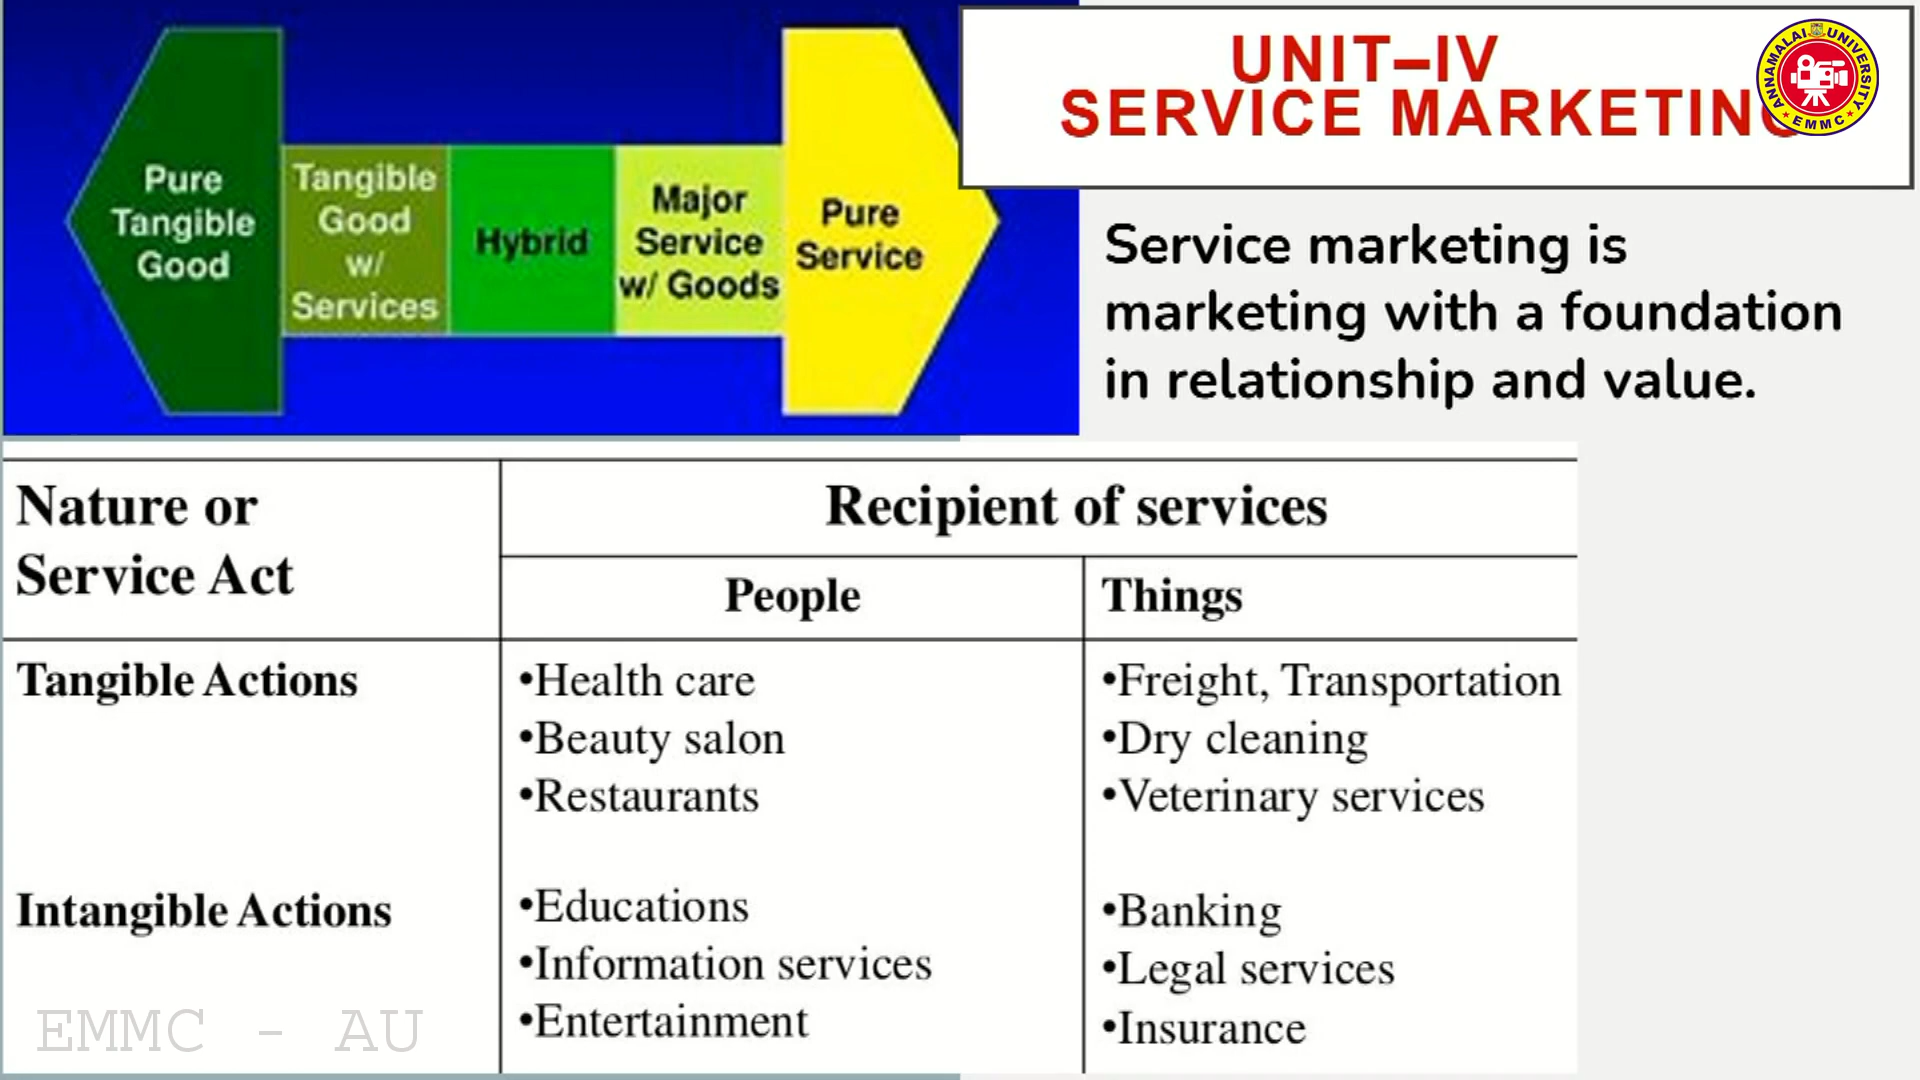 Pure
Tangible
Good
Tangible
Good
w/
Services
Hybrid
Major
Service
w/ Goods
Pure
Service
UNIT–IV
SERVICE MARKETING
ANNAMALAI UNIVERSITY
EMMC
Service marketing is
marketing with a foundation
in relationship and value.
Nature or
Service Act
Recipient of services
People
Things
Tangible Actions
•Health care
•Beauty salon
•Restaurants
•Freight, Transportation
•Dry cleaning
•Veterinary services
Intangible Actions
•Educations
•Information services
•Entertainment
•Banking
•Legal services
•Insurance
EMMC - AU